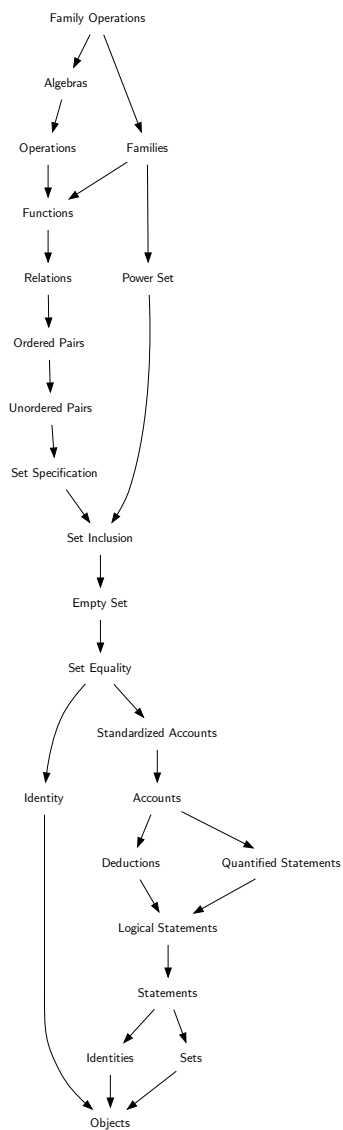 Family Operations
Algebras
Operations
Families
Functions
Relations
Power Set
Ordered Pairs
Unordered Pairs
Set Specification
Set Inclusion
Empty Set
Set Equality
Standardized Accounts
Identity
Accounts
Deductions
Quantified Statements
Logical Statements
Statements
Identities
Sets
Objects